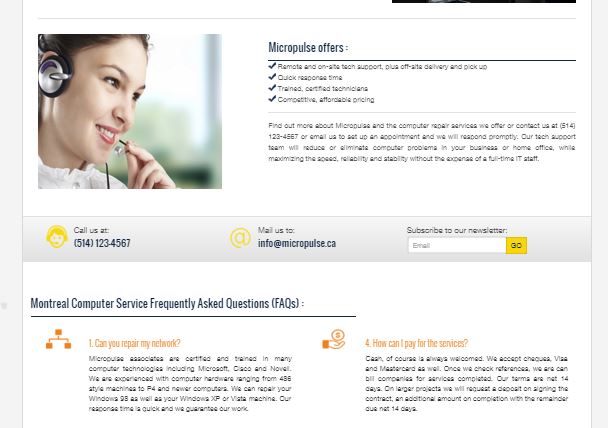 Micropulse offers :
Remote and on-site tech support, plus off-site delivery and pick up
Quick response time
Trained, certified technicians
Competitive, affordable pricing
Find out more about Micropulse and the computer repair services we offer or contact us at (514)
123-4567 or email us to set up an appointment and we will respond promptly. Our tech support
team will reduce or eliminate computer problems in your business or home office, while
maximizing the speed, reliability and stability without the expense of a full-time IT staff.
Call us at:
(514) 123-4567
Mail us to:
info@micropulse.ca
Subscribe to our newsletter:
Email GO
Montreal Computer Service Frequently Asked Questions (FAQs) :
1. Can you repair my network?
Micropulse associates are certified and trained in many
computer technologies including Microsoft, Cisco and Novell.
We are experienced with computer hardware ranging from 486
style machines to P4 and newer computers. We can repair your
Windows 98 as well as your Windows XP or Vista machine. Our
response time is quick and we guarantee our work.
4. How can I pay for the services?
Cash, of course is always welcomed. We accept cheques, Visa
and Mastercard as well. Once we check references, we are can
bill companies for services completed. Our terms are net 14
days. On larger projects we will request a deposit on signing the
contract, an additional amount on completion with the remainder
due net 14 days.